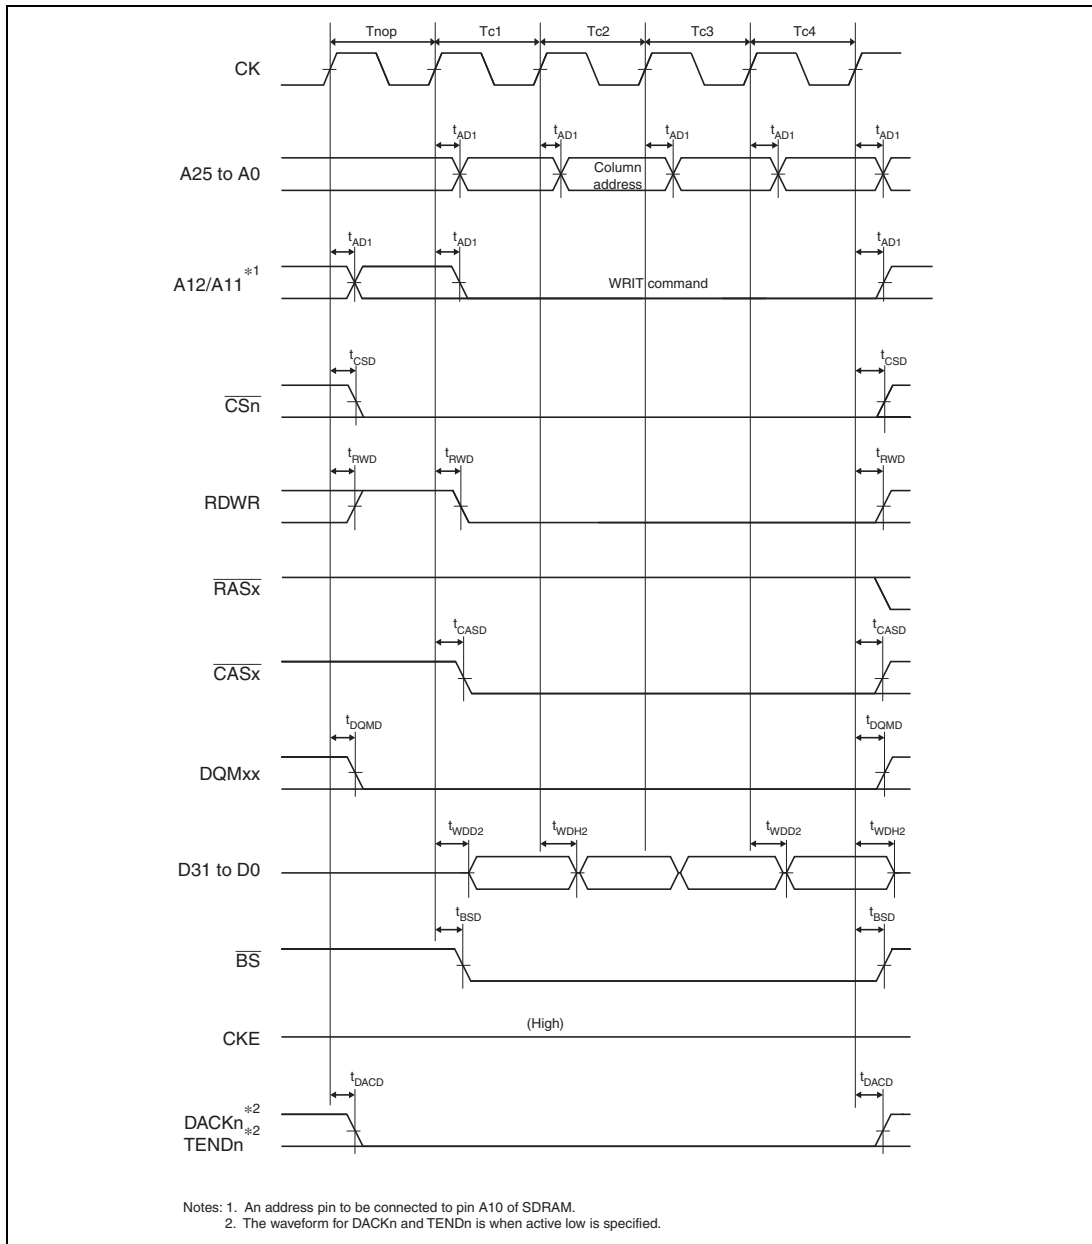 Tnop Tc1 Tc2 Tc3 Tc4
CK
tAD1 tAD1 tAD1 tAD1 tAD1
A25 to A0
Column
address
tAD1 tAD1 tAD1
A12/A11*1
WRIT command
tCSD tCSD
CSn
tRWD tRWD tRWD
RDWR
RASx
tCASD tCASD
CASx
tDQMD tDQMD
DQMxx
tWDD2 tWDH2 tWDD2 tWDH2
D31 to D0
tBSD tBSD
BS
(High)
CKE
tDACD tDACD
DACKn*2
TENDn*2
Notes: 1. An address pin to be connected to pin A10 of SDRAM.
2. The waveform for DACKn and TENDn is when active low is specified.